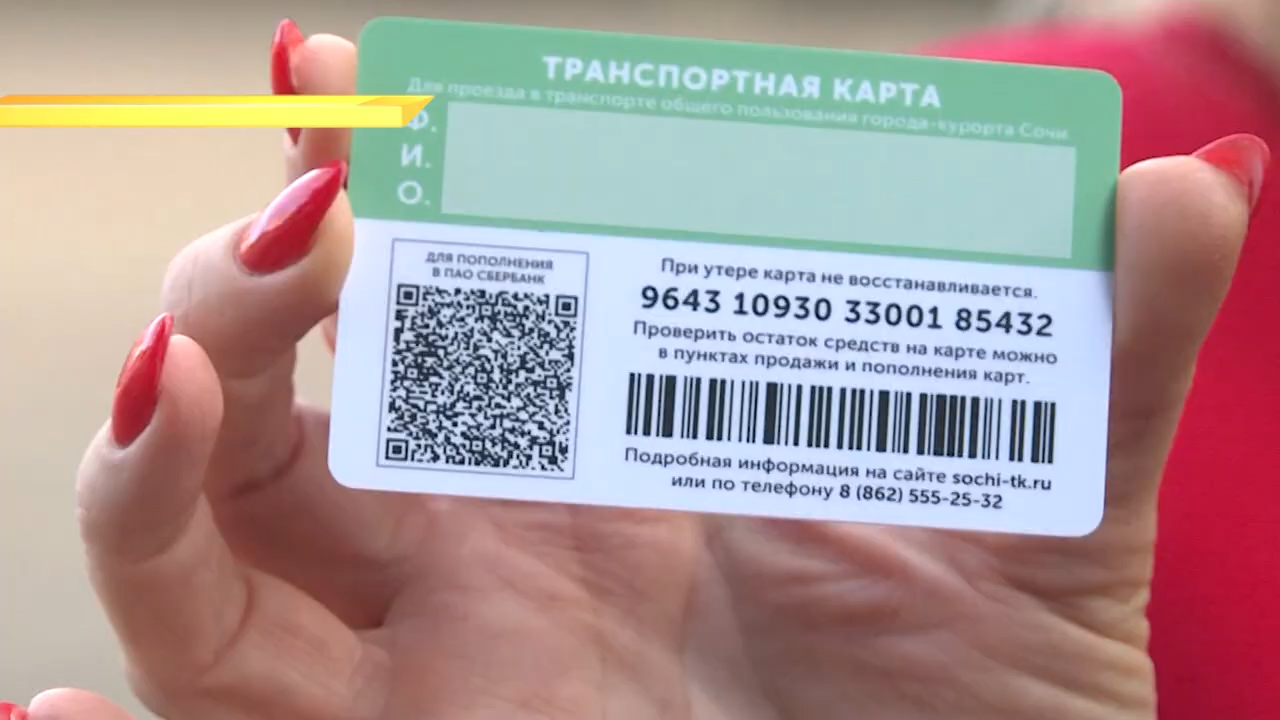 ТРАНСПОРТНАЯ КАРТА
Для проезда в транспорте общего пользования города-курорта Сочи
Ф.
И.
О.
ДЛЯ ПОПОЛНЕНИЯ
В ПАО СБЕРБАНК
При утере карта не восстанавливается.
9643 10930 33001 85432
Проверить остаток средств на карте можно
в пунктах продажи и пополнения карт.
Подробная информация на сайте sochi-tk.ru
или по телефону 8 (862) 555-25-32